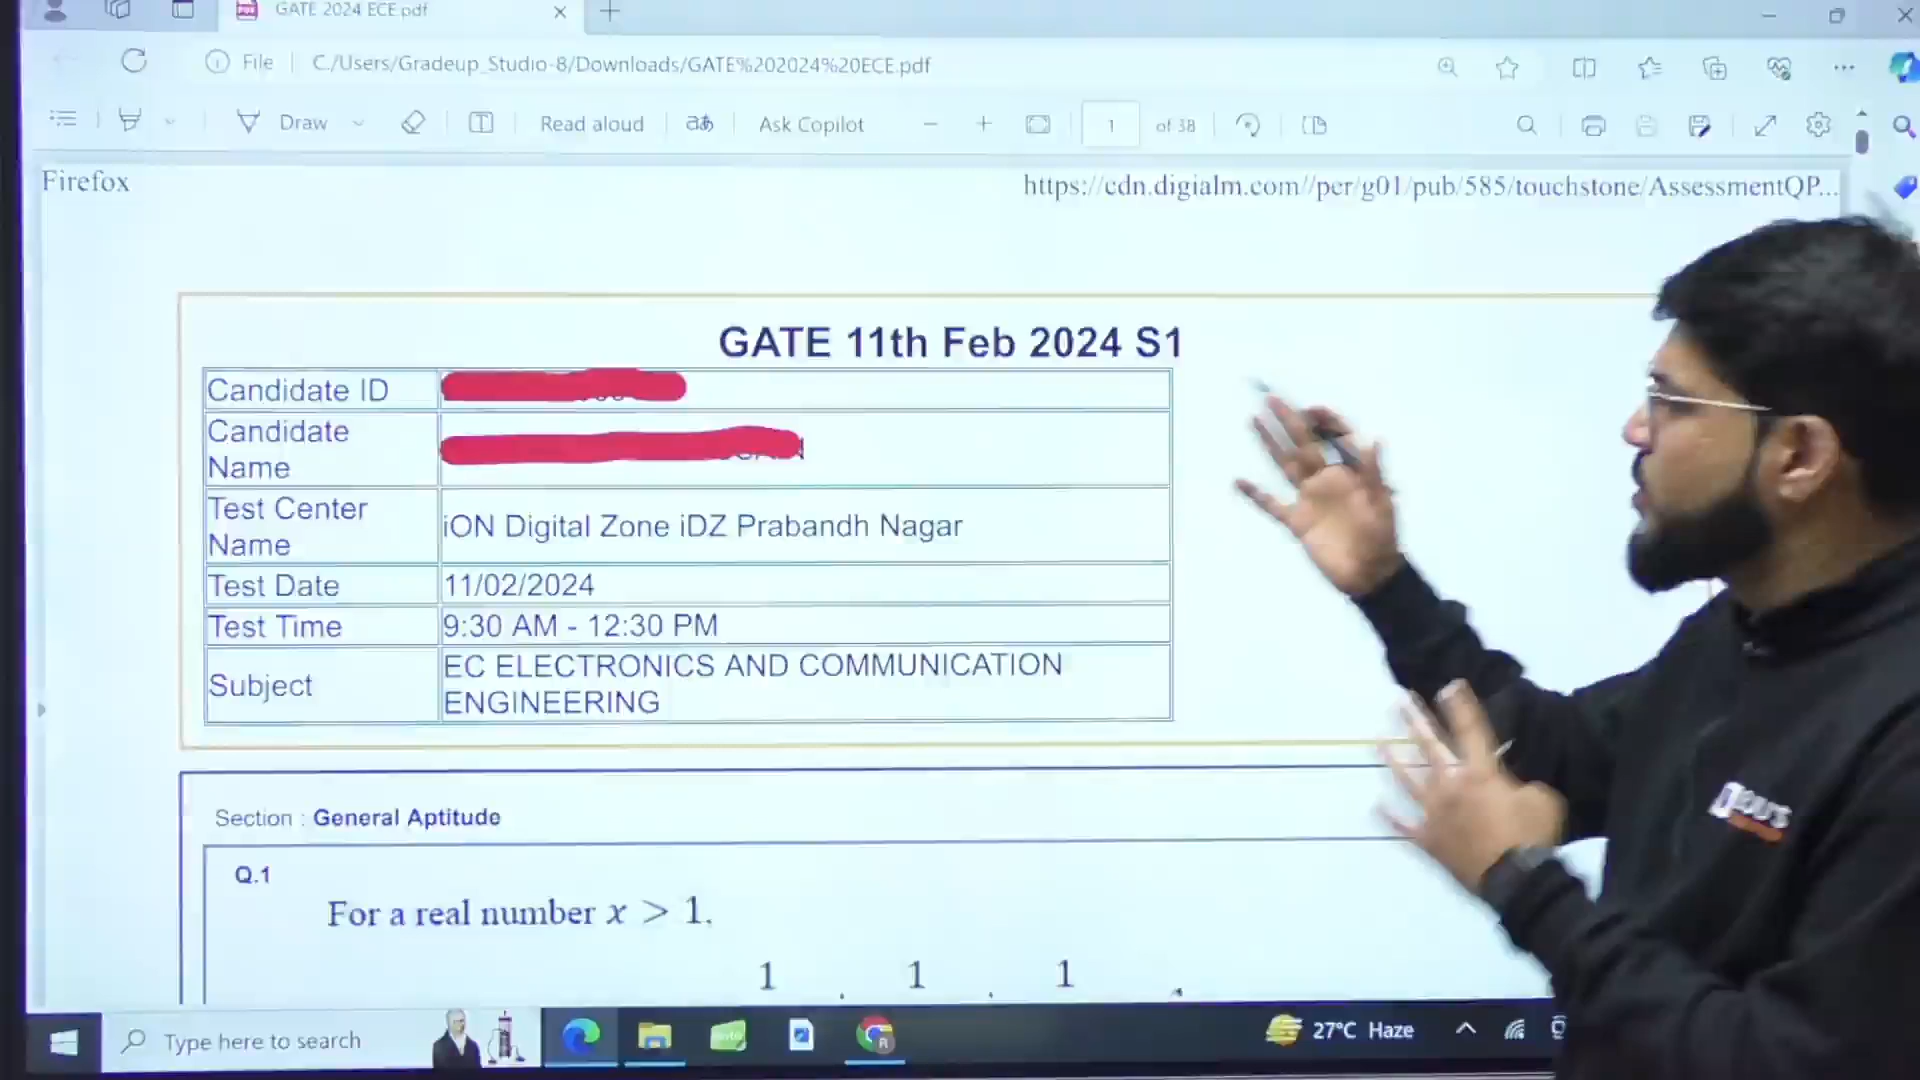 GATE 2024 ECE.pdf
File C:/Users/Gradeup_Studio-8/Downloads/GATE%202024%20ECE.pdf
Draw Read aloud Ask Copilot 1 of 38
Firefox https://cdn.digialm.com//per/g01/pub/585/touchstone/AssessmentQP...
GATE 11th Feb 2024 S1
Candidate ID
Candidate
Name
Test Center
Name
iON Digital Zone iDZ Prabandh Nagar
Test Date 11/02/2024
Test Time 9:30 AM - 12:30 PM
Subject
EC ELECTRONICS AND COMMUNICATION
ENGINEERING
Section : General Aptitude
Q.1
For a real number x > 1.
1 1 1
Type here to search 27°C Haze